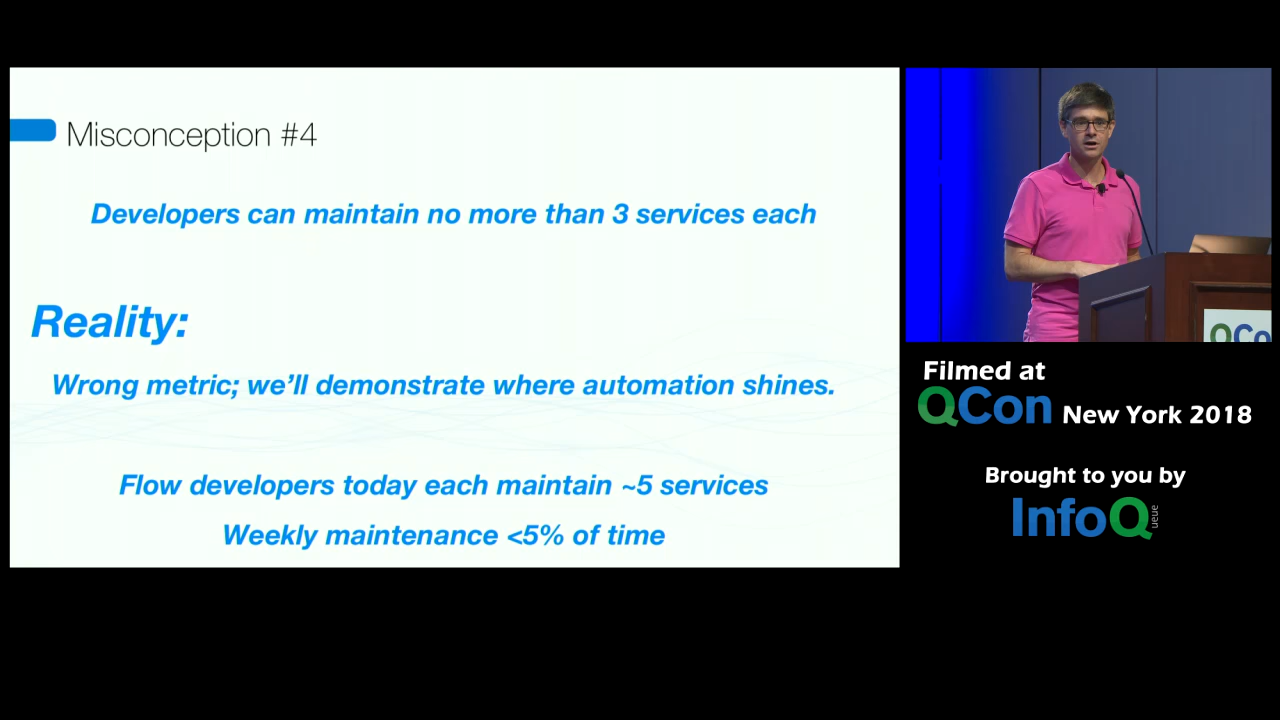 Misconception #4
Developers can maintain no more than 3 services each
Reality:
Wrong metric; we'll demonstrate where automation shines.
Flow developers today each maintain ~5 services
Weekly maintenance <5% of time
QCo
Filmed at
QCon New York 2018
Brought to you by
InfoQ
ueue